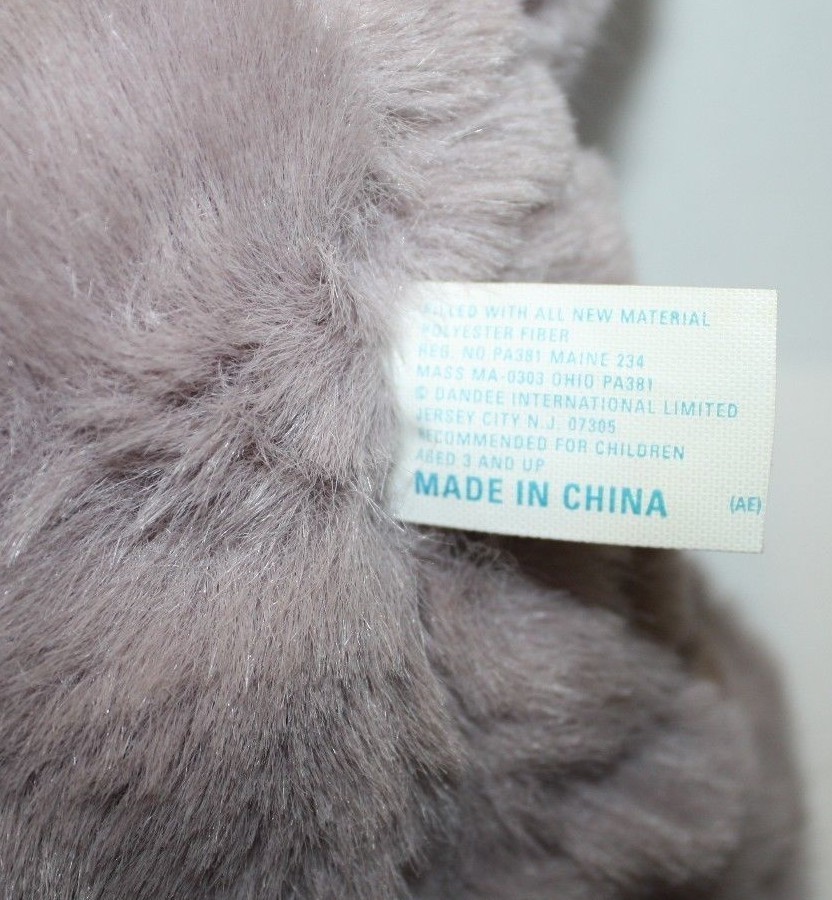 FILLED WITH ALL NEW MATERIAL
POLYESTER FIBER
REG. NO PA381 MAINE 234
MASS MA-0303 OHIO PA381
© DANDEE INTERNATIONAL LIMITED
JERSEY CITY N.J. 07305
RECOMMENDED FOR CHILDREN
AGED 3 AND UP
MADE IN CHINA (AE)